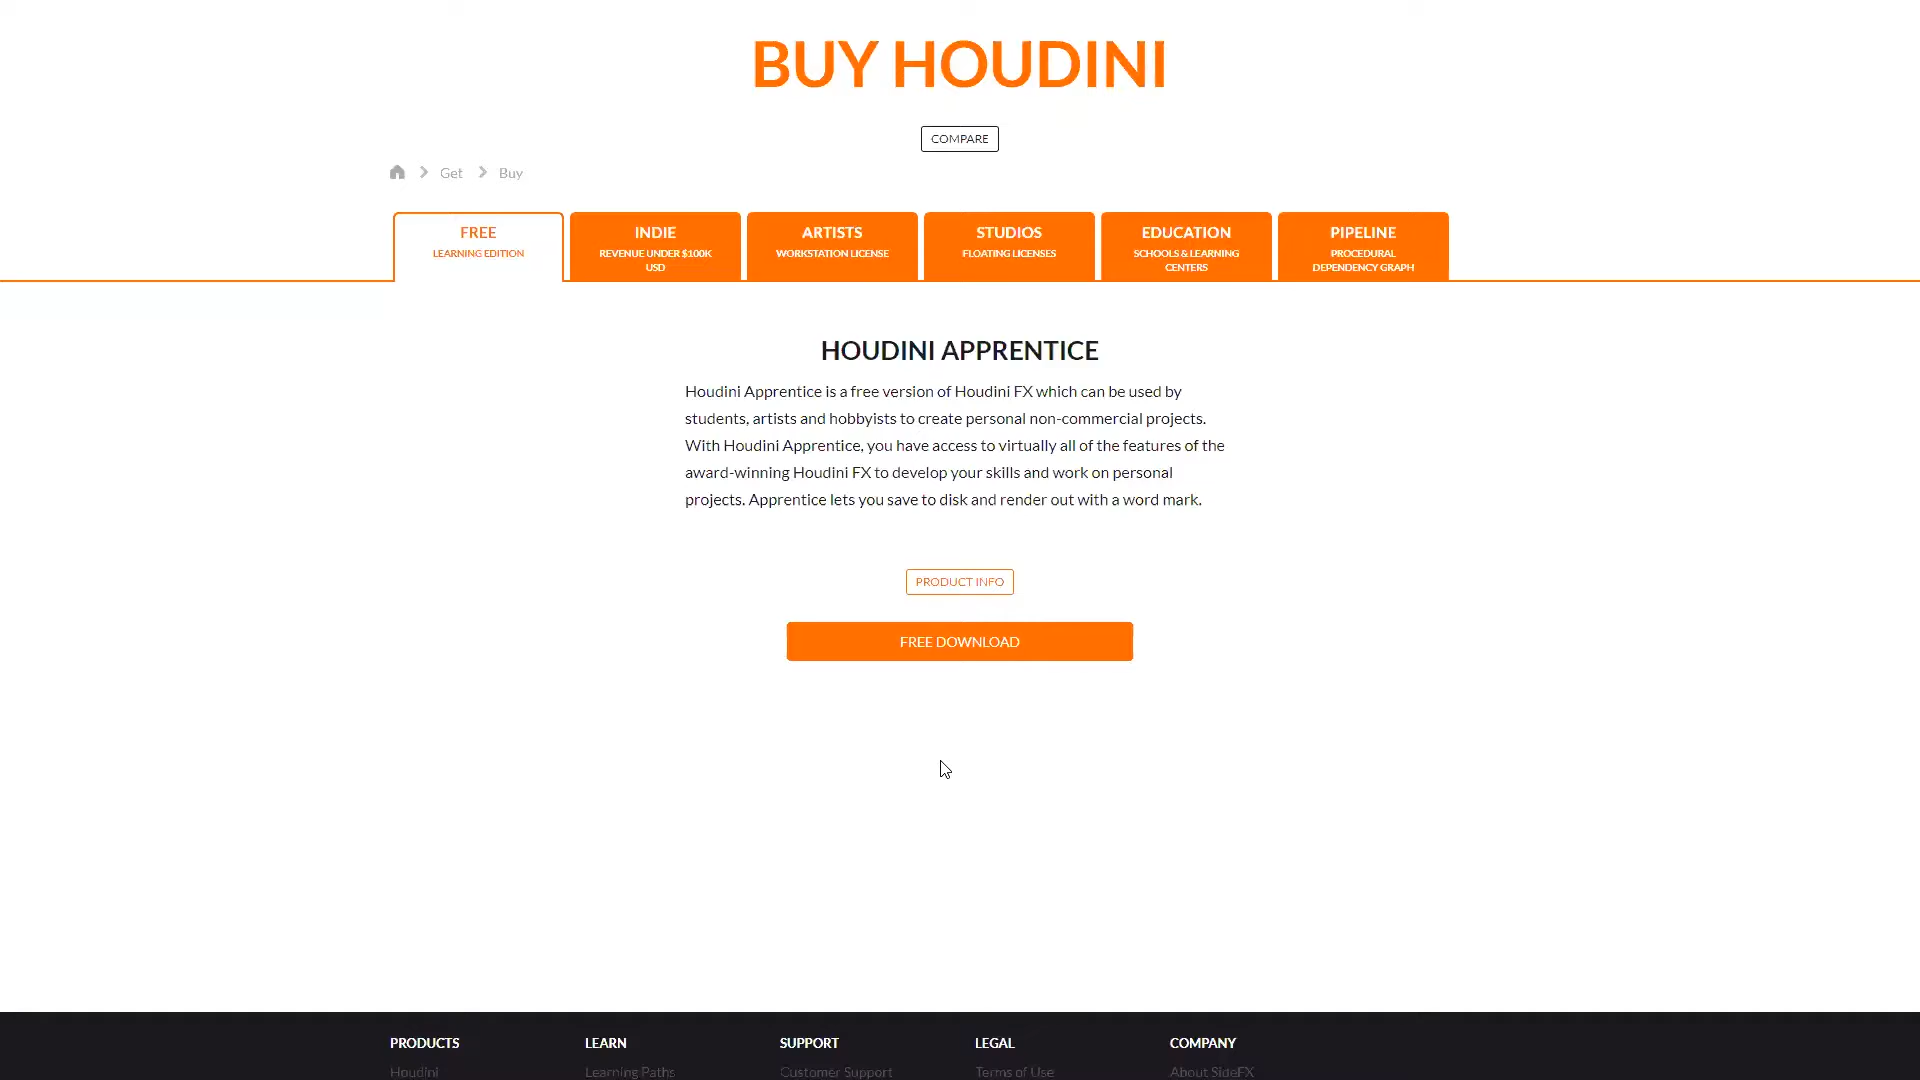 BUY HOUDINI
COMPARE
Get Buy
FREE
LEARNING EDITION
INDIE
REVENUE UNDER $100K
USD
ARTISTS
WORKSTATION LICENSE
STUDIOS
FLOATING LICENSES
EDUCATION
SCHOOLS & LEARNING
CENTERS
PIPELINE
PROCEDURAL
DEPENDENCY GRAPH
HOUDINI APPRENTICE
Houdini Apprentice is a free version of Houdini FX which can be used by
students, artists and hobbyists to create personal non-commercial projects.
With Houdini Apprentice, you have access to virtually all of the features of the
award-winning Houdini FX to develop your skills and work on personal
projects. Apprentice lets you save to disk and render out with a word mark.
PRODUCT INFO
FREE DOWNLOAD
PRODUCTS
Houdini
LEARN
Learning Paths
SUPPORT
Customer Support
LEGAL
Terms of Use
COMPANY
About SideFX